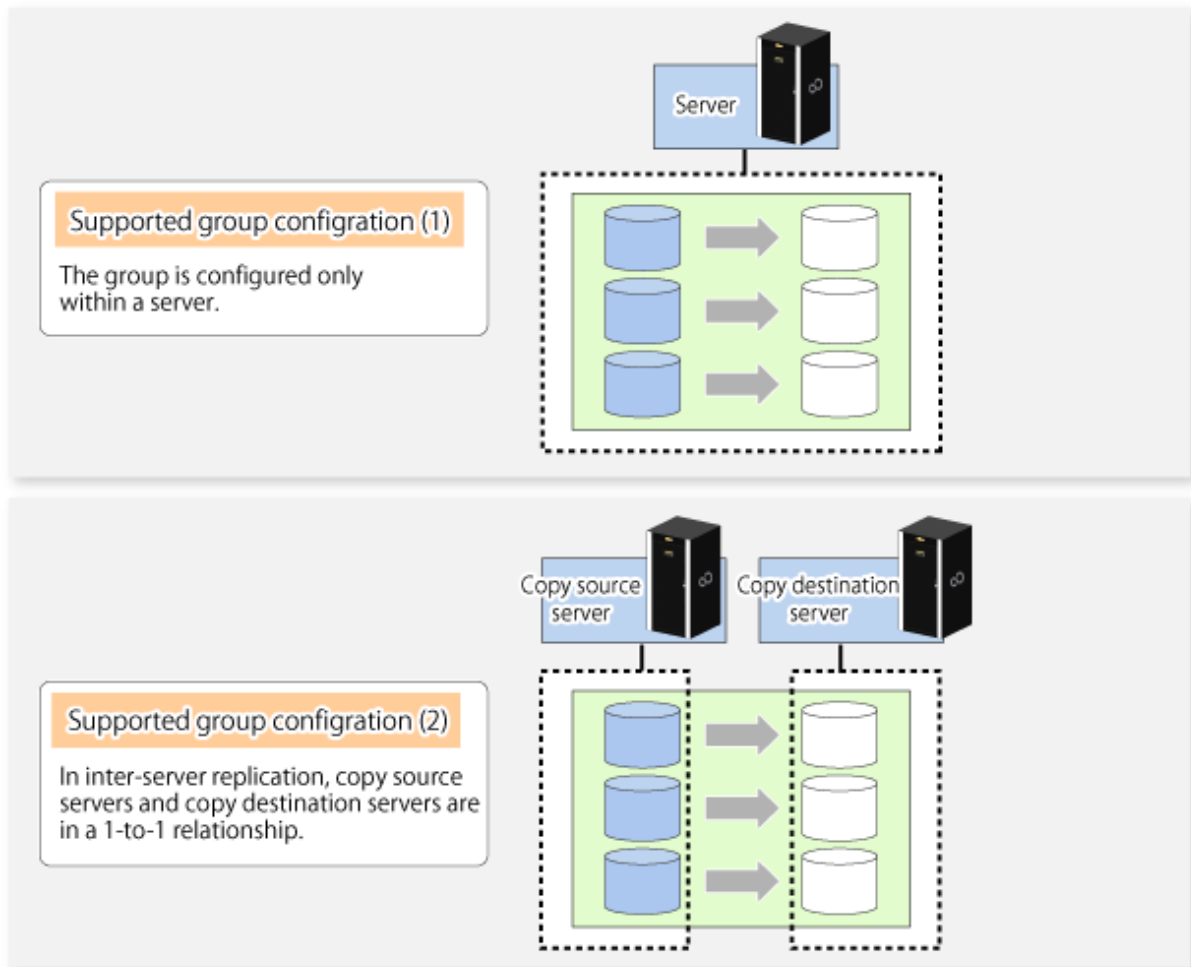 Server
Supported group configration (1)
The group is configured only
within a server.
Copy source
server
Copy destination
server
Supported group configration (2)
In inter-server replication, copy source
servers and copy destination servers are
in a 1-to-1 relationship.